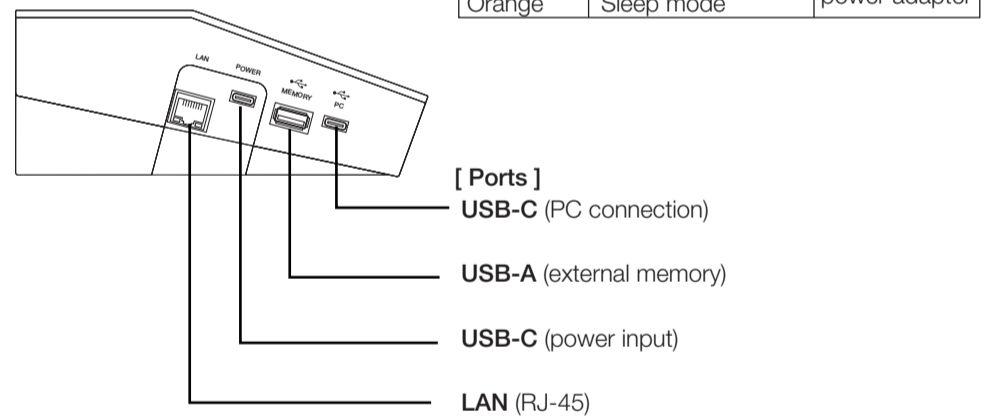 Orange Sleep mode power adapter
LAN
POWER
MEMORY
PC
[ Ports ]
USB-C (PC connection)
USB-A (external memory)
USB-C (power input)
LAN (RJ-45)